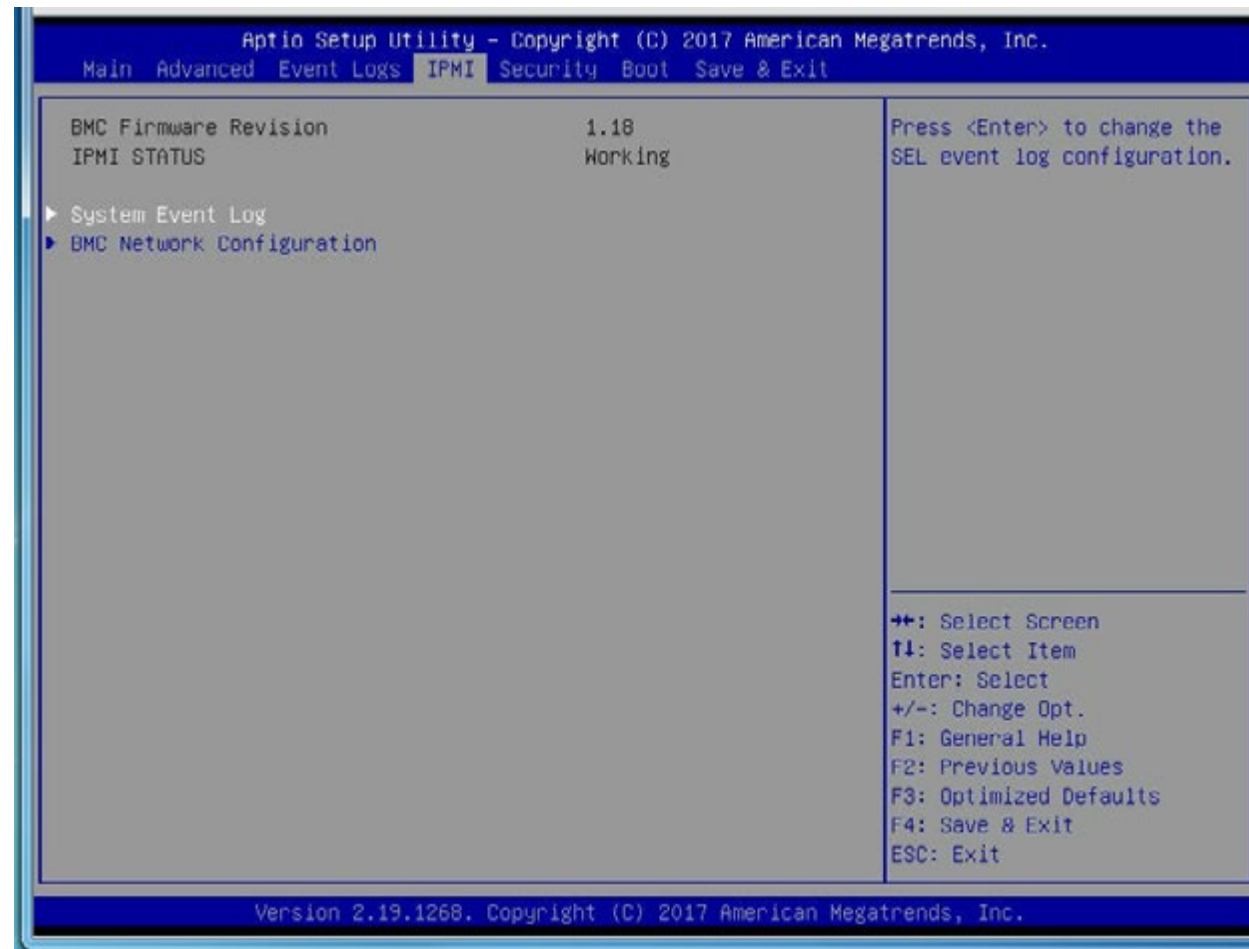 Aptio Setup Utility - Copyright (C) 2017 American Megatrends, Inc.
Main Advanced Event Logs IPMI Security Boot Save & Exit
BMC Firmware Revision 1.18
IPMI STATUS Working
System Event Log
BMC Network Configuration
Press <Enter> to change the
SEL event log configuration.
→←: Select Screen
↑↓: Select Item
Enter: Select
+/-: Change Opt.
F1: General Help
F2: Previous Values
F3: Optimized Defaults
F4: Save & Exit
ESC: Exit
Version 2.19.1268. Copyright (C) 2017 American Megatrends, Inc.